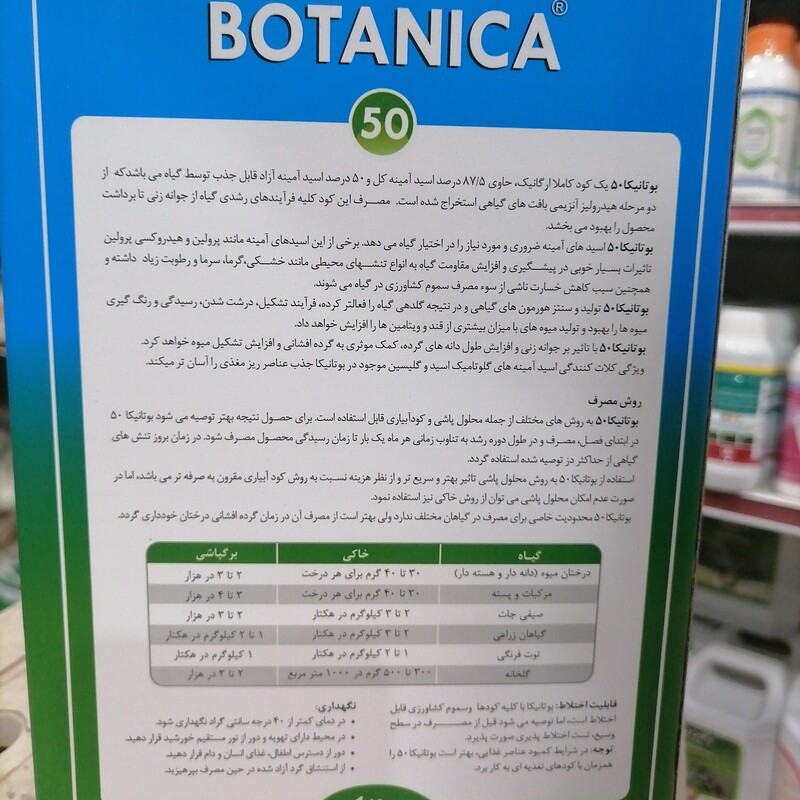 BOTANICA®
50
بوتانیکا۵۰ یک کود کاملا ارگانیک، حاوی ۸۷/۵ درصد اسید آمینه کل و ۵۰ درصد اسید آمینه آزاد قابل جذب توسط گیاه می باشدکه از
دو مرحله هیدرولیز آنزیمی بافت های گیاهی استخراج شده است. مصرف این کود کلیه فرآیندهای رشدی گیاه از جوانه زنی تا برداشت
محصول را بهبود می بخشد.
بوتانیکا۵۰ اسید های آمینه ضروری و مورد نیاز را در اختیار گیاه می دهد. برخی از این اسیدهای آمینه مانند پرولین و هیدروکسی پرولین
تاثیرات بسیار خوبی در پیشگیری و افزایش مقاومت گیاه به انواع تنشهای محیطی مانند خشکی،گرما، سرما و رطوبت زیاد داشته و
همچنین سبب کاهش خسارت ناشی از سوء مصرف سموم کشاورزی در گیاه می شوند.
بوتانیکا۵۰ تولید و سنتز هورمون های گیاهی و در نتیجه گلدهی گیاه را فعالتر کرده، فرآیند تشکیل، درشت شدن، رسیدگی و رنگ گیری
میوه ها را بهبود و تولید میوه های با میزان بیشتری از قند و ویتامین ها را افزایش خواهد داد.
بوتانیکا۵۰ با تاثیر بر جوانه زنی و افزایش طول دانه های گرده، کمک موثری به گرده افشانی و افزایش تشکیل میوه خواهد کرد.
ویژگی کلات کنندگی اسید آمینه های گلوتامیک اسید و گلیسین موجود در بوتانیکا جذب عناصر ریز مغذی را آسان تر میکند.
روش مصرف
بوتانیکا۵۰ به روش های مختلف از جمله محلول پاشی و کودآبیاری قابل استفاده است. برای حصول نتیجه بهتر توصیه می شود بوتانیکا ۵۰
در ابتدای فصل، مصرف و در طول دوره رشد به تناوب زمانی هر ماه یک بار تا زمان رسیدگی محصول مصرف شود. در زمان بروز تنش های
گیاهی از حداکثر دز توصیه شده استفاده گردد.
استفاده از بوتانیکا۵۰ به روش محلول پاشی تاثیر بهتر و سریع تر و از نظر هزینه نسبت به روش کود آبیاری مقرون به صرفه تر می باشد، اما در
صورت عدم امکان محلول پاشی می توان از روش خاکی نیز استفاده نمود.
بوتانیکا۵۰ محدودیت خاصی برای مصرف در گیاهان مختلف ندارد ولی بهتر است از مصرف آن در زمان گرده افشانی درختان خودداری گردد.
گیاه خاکی برگپاشی
درختان میوه (دانه دار و هسته دار) ۳۰ تا ۴۰ گرم برای هر درخت ۲ تا ۳ در هزار
مرکبات و پسته ۳۰ تا ۴۰ گرم برای هر درخت ۳ تا ۴ در هزار
صیفی جات ۲ تا ۳ کیلوگرم در هکتار ۲ تا ۳ در هزار
گیاهان زراعی ۲ تا ۳ کیلوگرم در هکتار ۱ تا ۲ کیلوگرم در هکتار
توت فرنگی ۱ تا ۲ کیلوگرم در هکتار ۱ کیلوگرم در هکتار
گلخانه ۳۰۰ تا ۵۰۰ گرم در ۱۰۰۰ متر مربع ۲ تا ۳ در هزار
قابلیت اختلاط: بوتانیکا با کلیه کودها وسموم کشاورزی قابل
اختلاط است، اما توصیه می شود قبل از مصرف در سطح
وسیع، تست اختلاط پذیری صورت پذیرد.
توجه: در شرایط کمبود عناصر غذایی، بهتر است بوتانیکا۵۰ را
همزمان با کودهای تغذیه ای به کار برد.
نگهداری:
• در دمای کمتر از ۴۰ درجه سانتی گراد نگهداری شود.
• در محیط دارای تهویه و دور از نور مستقیم خورشید قرار دهید.
• دور از دسترس اطفال، غذای انسان و دام قرار دهید.
• از استنشاق گرد آزاد شده در حین مصرف بپرهیزید.